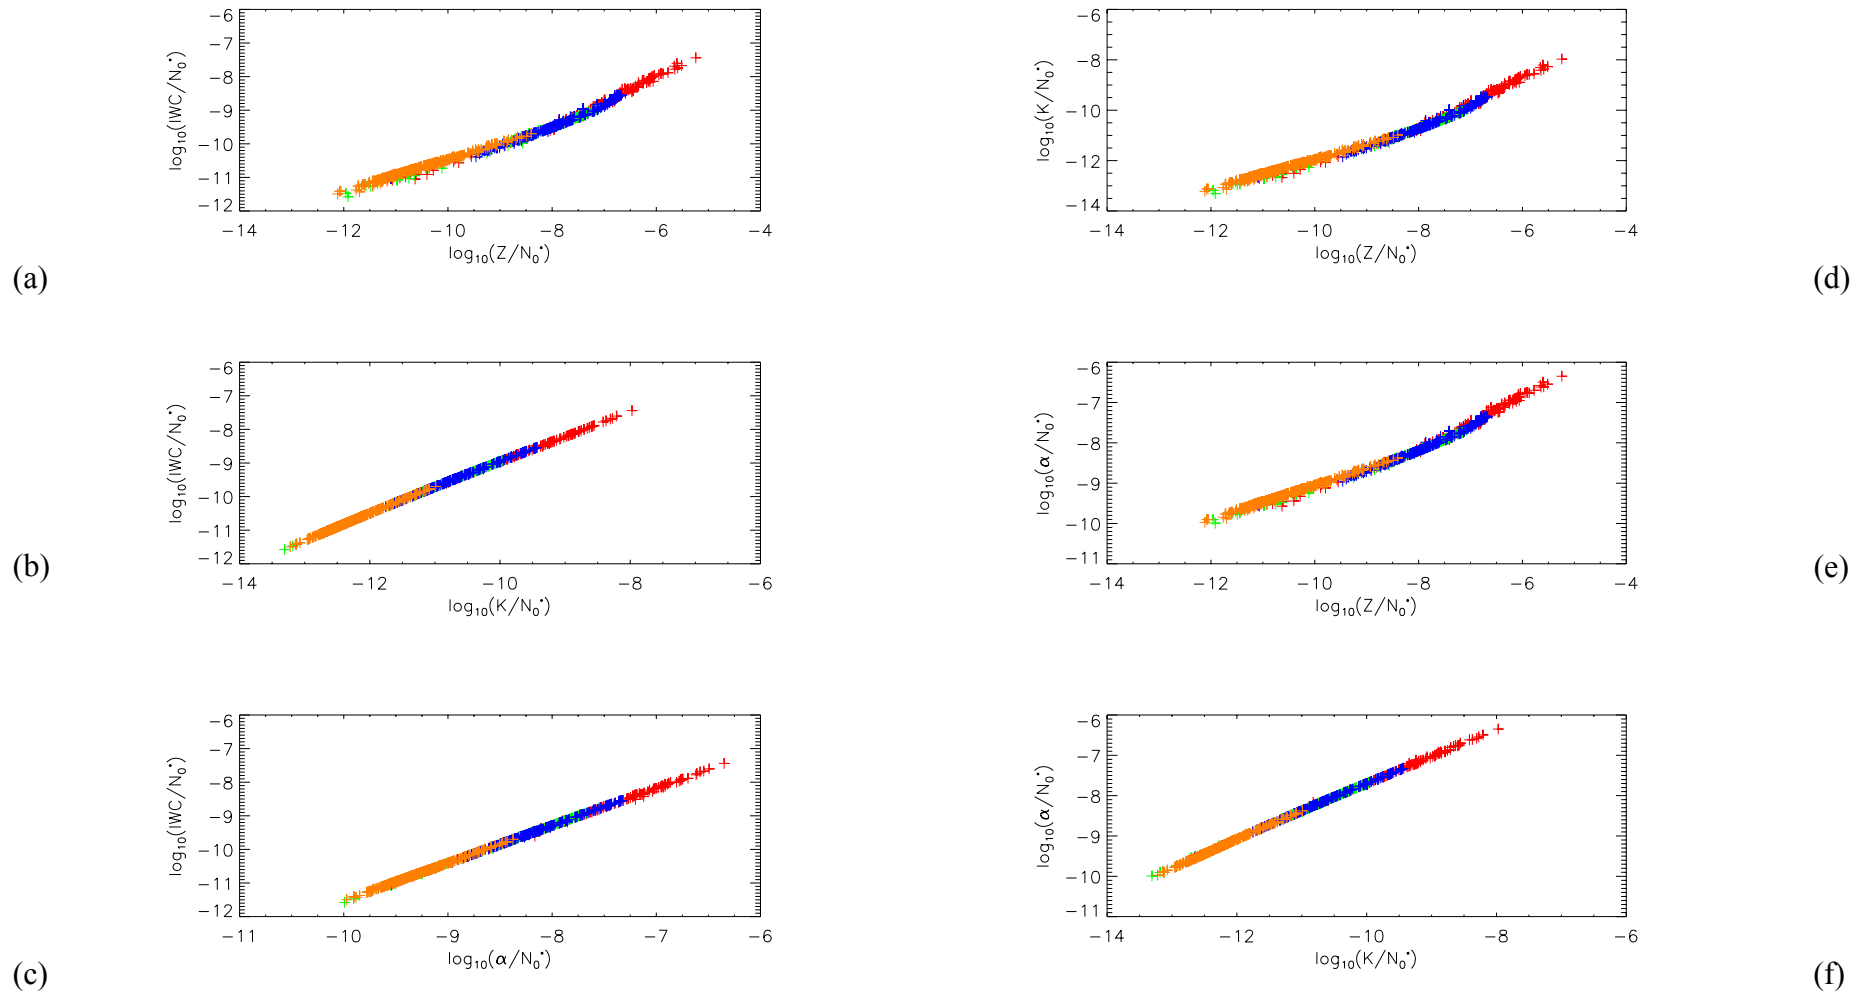 −6
−7
−8
−9
−10
−11
−12
log₁₀(IWC/N₀*)
−14 −12 −10 −8 −6 −4
log₁₀(Z/N₀*)
(a)
−6
−8
−10
−12
−14
log₁₀(K/N₀*)
−14 −12 −10 −8 −6 −4
log₁₀(Z/N₀*)
(d)
−6
−7
−8
−9
−10
−11
−12
log₁₀(IWC/N₀*)
−14 −12 −10 −8 −6
log₁₀(K/N₀*)
(b)
−6
−7
−8
−9
−10
−11
log₁₀(α/N₀*)
−14 −12 −10 −8 −6 −4
log₁₀(Z/N₀*)
(e)
−6
−7
−8
−9
−10
−11
−12
log₁₀(IWC/N₀*)
−11 −10 −9 −8 −7 −6
log₁₀(α/N₀*)
(c)
−6
−7
−8
−9
−10
−11
log₁₀(α/N₀*)
−14 −12 −10 −8 −6
log₁₀(K/N₀*)
(f)